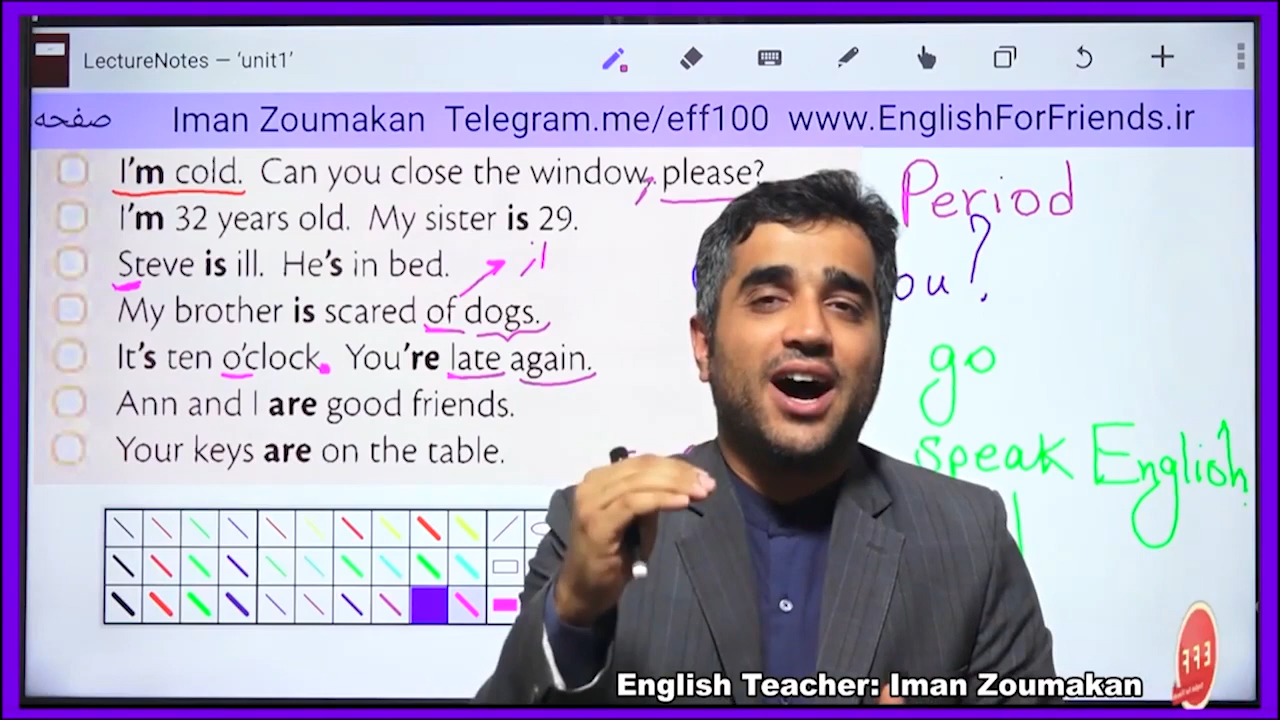 LectureNotes – 'unit1'
صفحه Iman Zoumakan Telegram.me/eff100 www.EnglishForFriends.ir
I'm cold. Can you close the window, please?
I'm 32 years old. My sister is 29.
Steve is ill. He's in bed.
My brother is scared of dogs.
It's ten o'clock. You're late again.
Ann and I are good friends.
Your keys are on the table.
Period
ou?
go
speak English
EFF
English Teacher: Iman Zoumakan